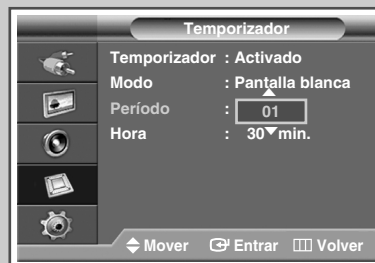 Temporizador
Temporizador : Activado
Modo : Pantalla blanca
Período : 01
Hora : 30 min.
Mover Entrar Volver